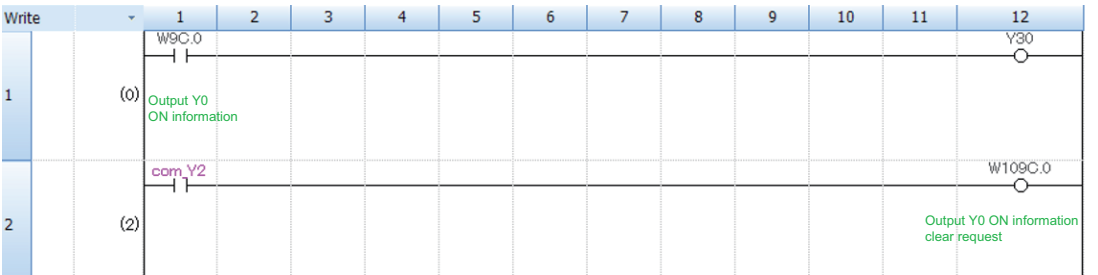 Write 1 2 3 4 5 6 7 8 9 10 11 12
W9C.0 Y30
1 (0) Output Y0
ON information
com_Y2 W109C.0
2 (2) Output Y0 ON information
clear request